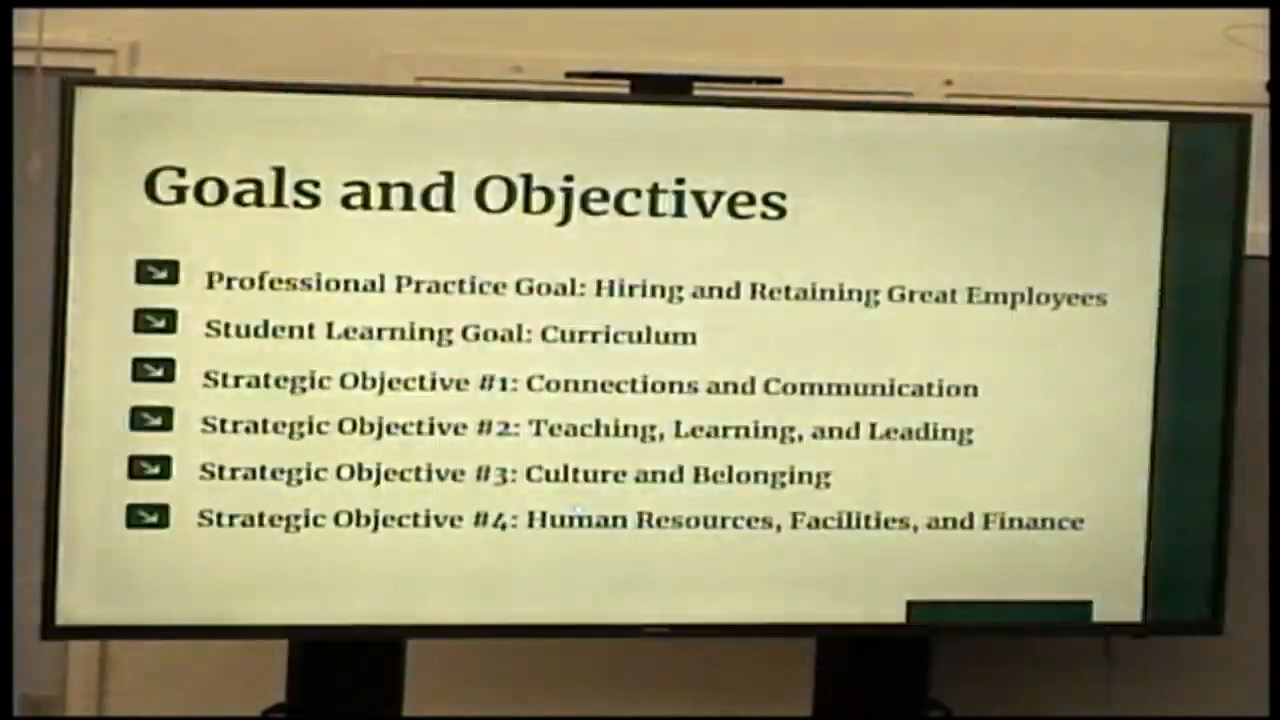 Goals and Objectives
Professional Practice Goal: Hiring and Retaining Great Employees
Student Learning Goal: Curriculum
Strategic Objective #1: Connections and Communication
Strategic Objective #2: Teaching, Learning, and Leading
Strategic Objective #3: Culture and Belonging
Strategic Objective #4: Human Resources, Facilities, and Finance